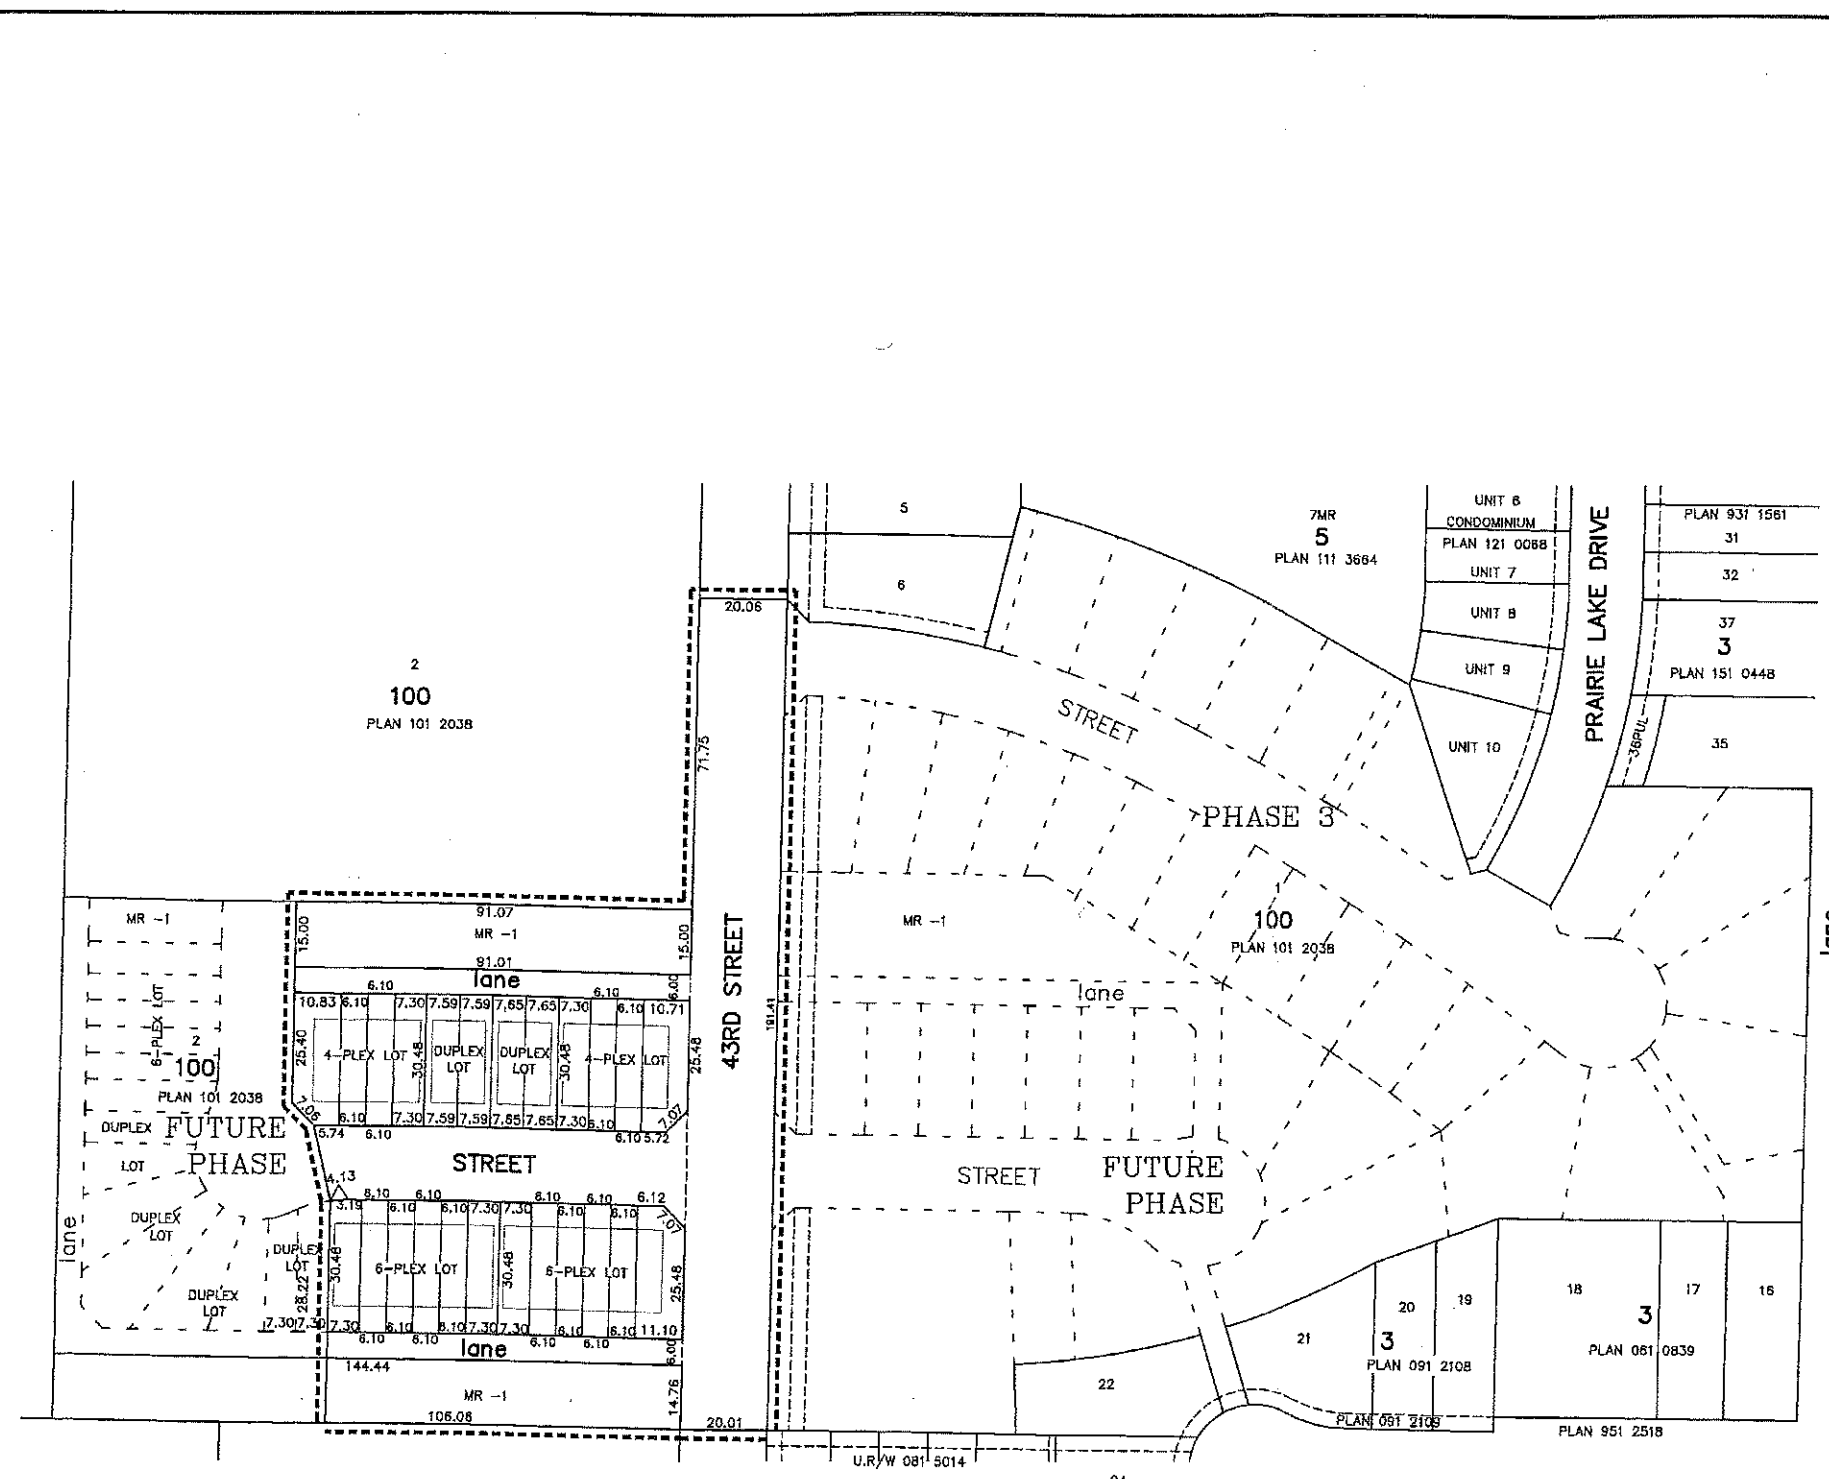 5
6
7MR
5
PLAN 111 3664
UNIT 6
CONDOMINIUM
PLAN 121 0068
UNIT 7
UNIT 8
UNIT 9
UNIT 10
PRAIRIE LAKE DRIVE
PLAN 931 1561
31
32
37
3
PLAN 151 0448
36PUL
35
20.06
71.75
2
100
PLAN 101 2038
STREET
PHASE 3
1
100
PLAN 101 2038
MR -1
lane
STREET
FUTURE
PHASE
43RD STREET
191.41
MR -1
6-PLEX LOT
2
100
PLAN 101 2038
DUPLEX
LOT
FUTURE
PHASE
lane
DUPLEX
LOT
DUPLEX
LOT
DUPLEX
LOT
28.22
7.30 7.30
91.07
MR -1
15.00
15.00
91.01
lane
6.00
6.10
6.10
10.83 6.10 7.30 7.59 7.59 7.65 7.65 7.30 6.10 10.71
25.40
4-PLEX LOT
30.48
DUPLEX
LOT
DUPLEX
LOT
30.48
4-PLEX LOT
25.48
7.06
6.10 7.30 7.59 7.59 7.65 7.65 7.30 6.10
7.07
5.74 6.10 6.10 5.72
STREET
4.13
6.10 6.10 6.10 6.10 6.12
3.19 6.10 6.10 7.30 7.30 6.10 6.10
7.07
30.48
6-PLEX LOT
30.48
6-PLEX LOT
25.48
7.30 6.10 6.10 7.30 7.30 6.10 6.10 11.10
6.10 6.10 6.10 6.10
lane
6.00
144.44
MR -1
14.76
106.08
20.01
22
21
3
20
19
PLAN 091 2108
18
3
17
16
PLAN 061 0839
PLAN 091 2109
PLAN 951 2518
U.R/W 081 5014